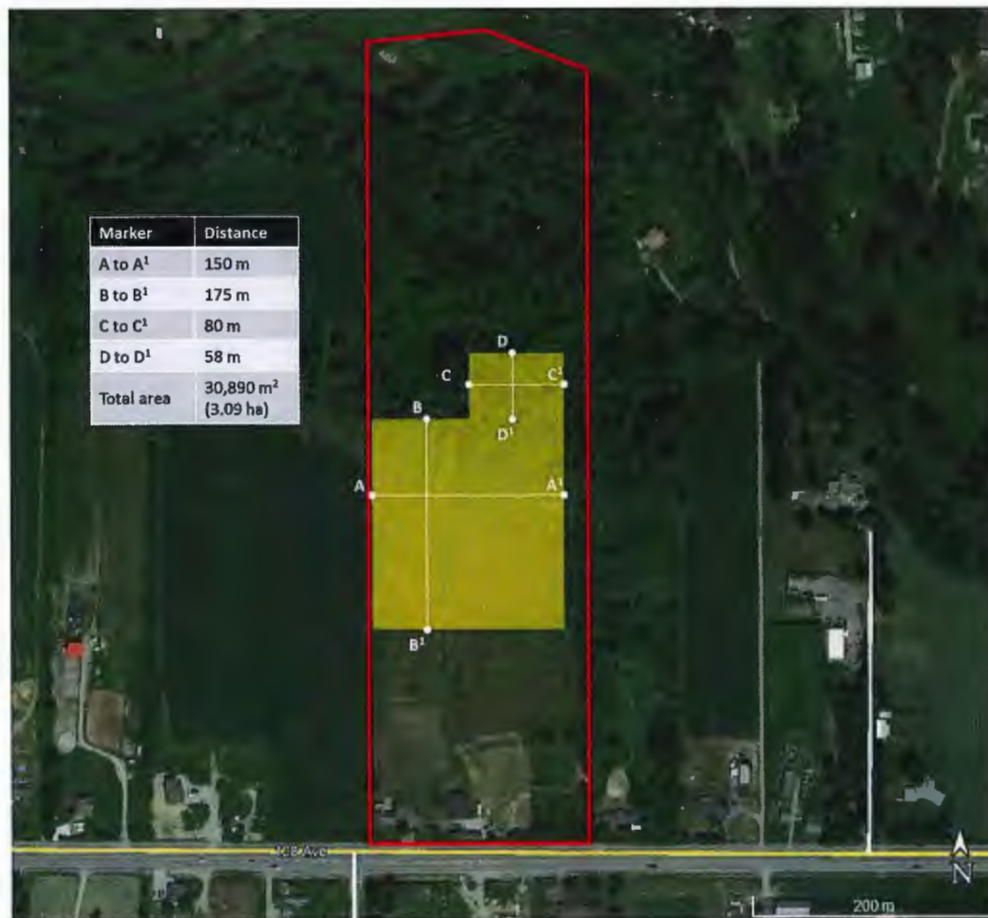 Marker Distance
A to A¹ 150 m
B to B¹ 175 m
C to C¹ 80 m
D to D¹ 58 m
Total area 30,890 m²
(3.09 ha)
D
C C¹
B D¹
A A¹
B¹
Ave
N
200 m